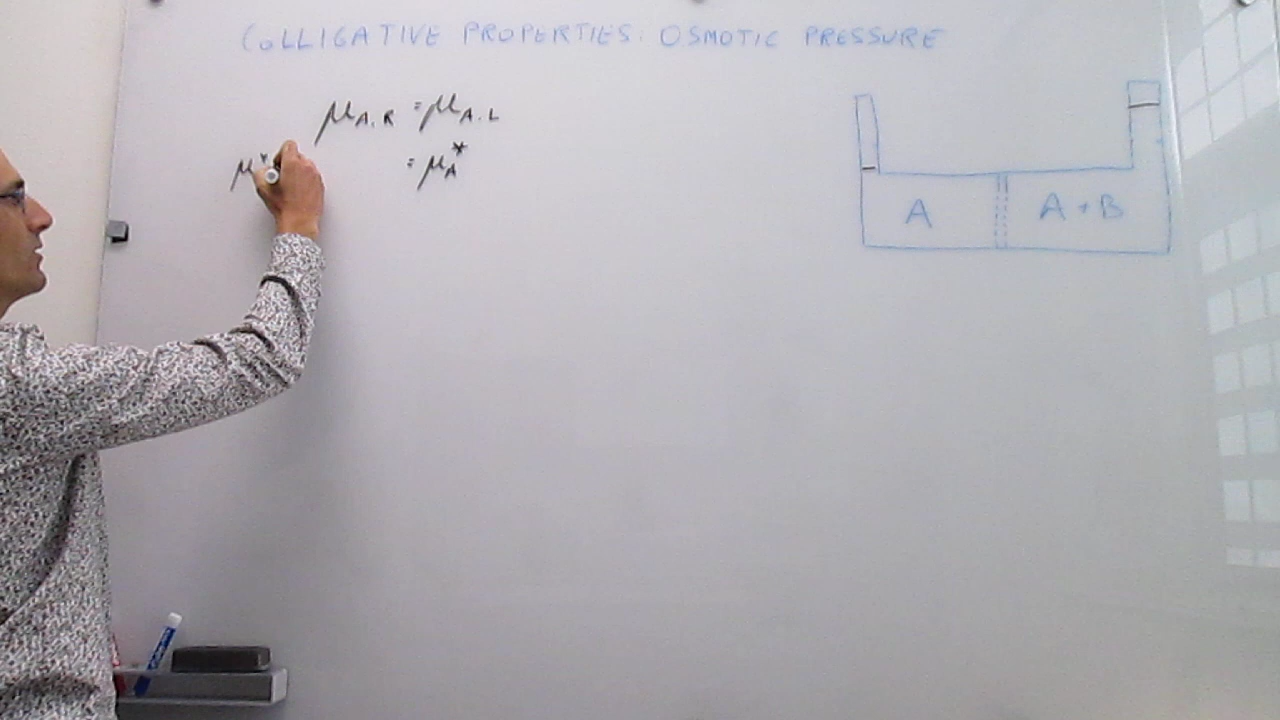 COLLIGATIVE PROPERTIES: OSMOTIC PRESSURE
μA,R = μA,L
μ* = μA*
A A+B